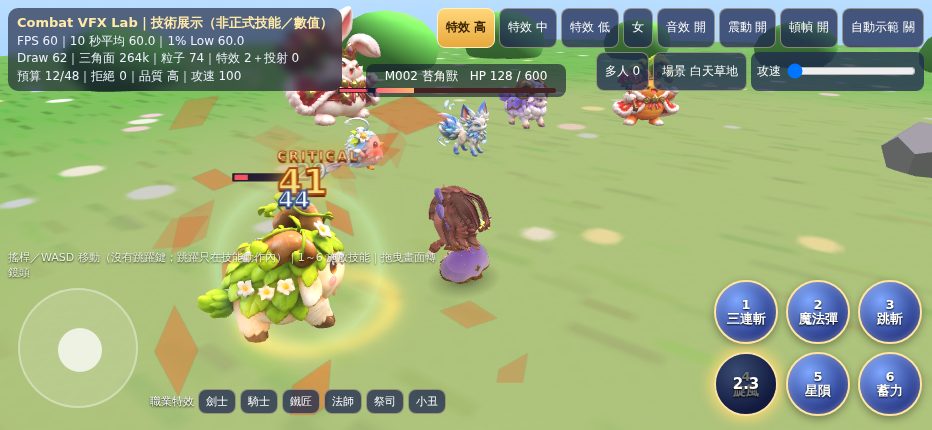 Combat VFX Lab｜技術展示（非正式技能／數值）
FPS 60｜10 秒平均 60.0｜1% Low 60.0
Draw 62｜三角面 264k｜粒子 74｜特效 2＋投射 0
預算 12/48｜拒絕 0｜品質 高｜攻速 100
特效 高
特效 中
特效 低
女
音效 開
震動 開
頓幀 開
自動示範 關
多人 0
場景 白天草地
攻速
M002 苔角獸 HP 128 / 600
CRITICAL
41
44
搖桿／WASD 移動（沒有跳躍鍵；跳躍只在技能動作內）｜1～6 施放技能｜拖曳畫面轉
鏡頭
1
三連斬
2
魔法彈
3
跳斬
2.3
4
旋風
5
星隕
6
蓄力
職業特效
劍士
騎士
鐵匠
法師
祭司
小丑